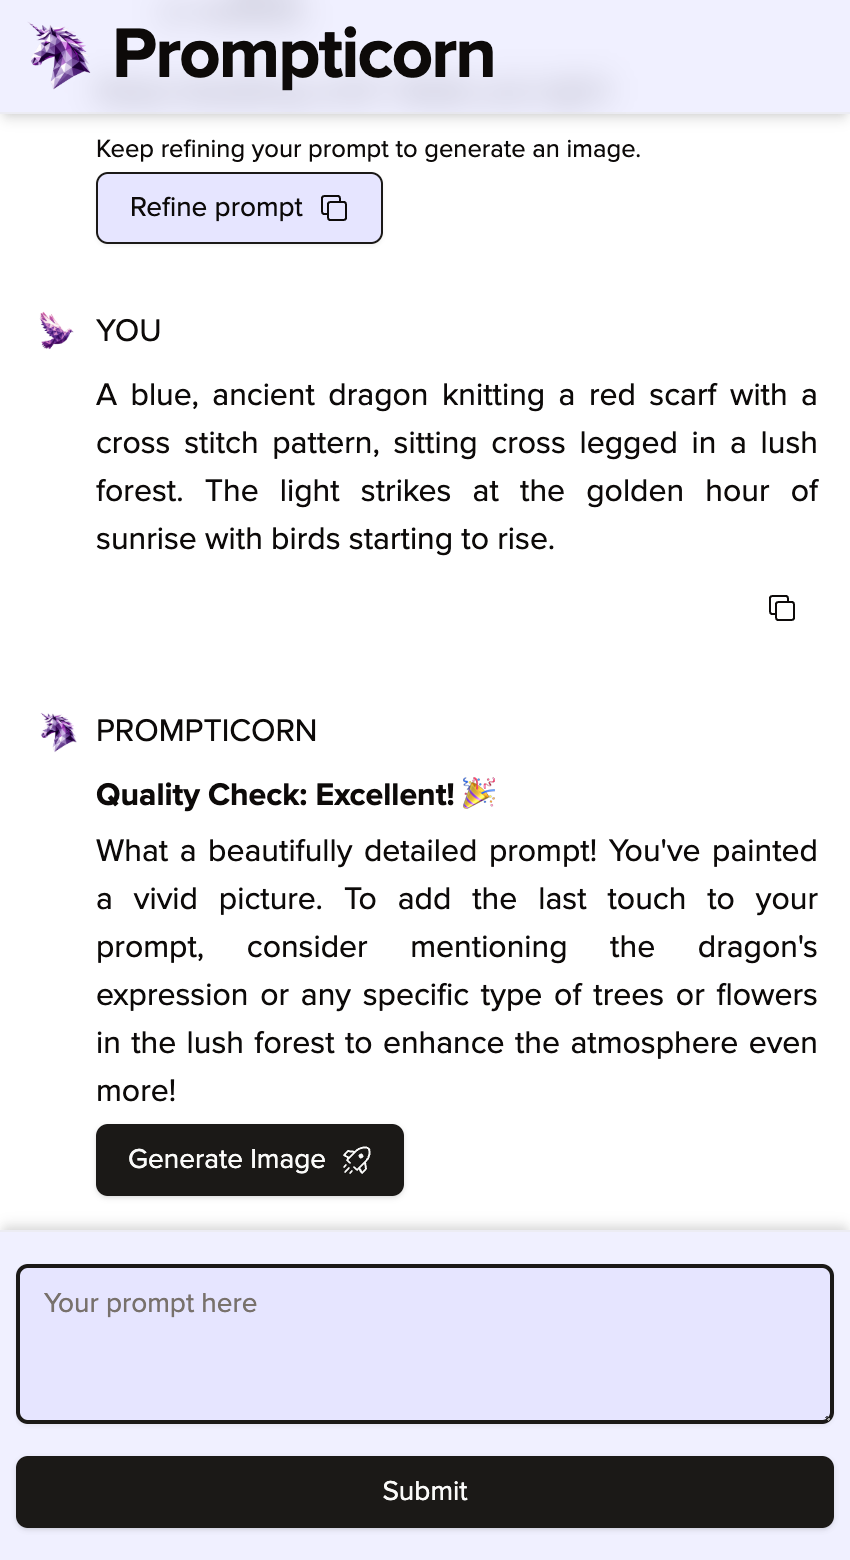 Prompticorn
Keep refining your prompt to generate an image.
Refine prompt
YOU
A blue, ancient dragon knitting a red scarf with a
cross stitch pattern, sitting cross legged in a lush
forest. The light strikes at the golden hour of
sunrise with birds starting to rise.
PROMPTICORN
Quality Check: Excellent! 🎉
What a beautifully detailed prompt! You've painted
a vivid picture. To add the last touch to your
prompt, consider mentioning the dragon's
expression or any specific type of trees or flowers
in the lush forest to enhance the atmosphere even
more!
Generate Image
Your prompt here
Submit